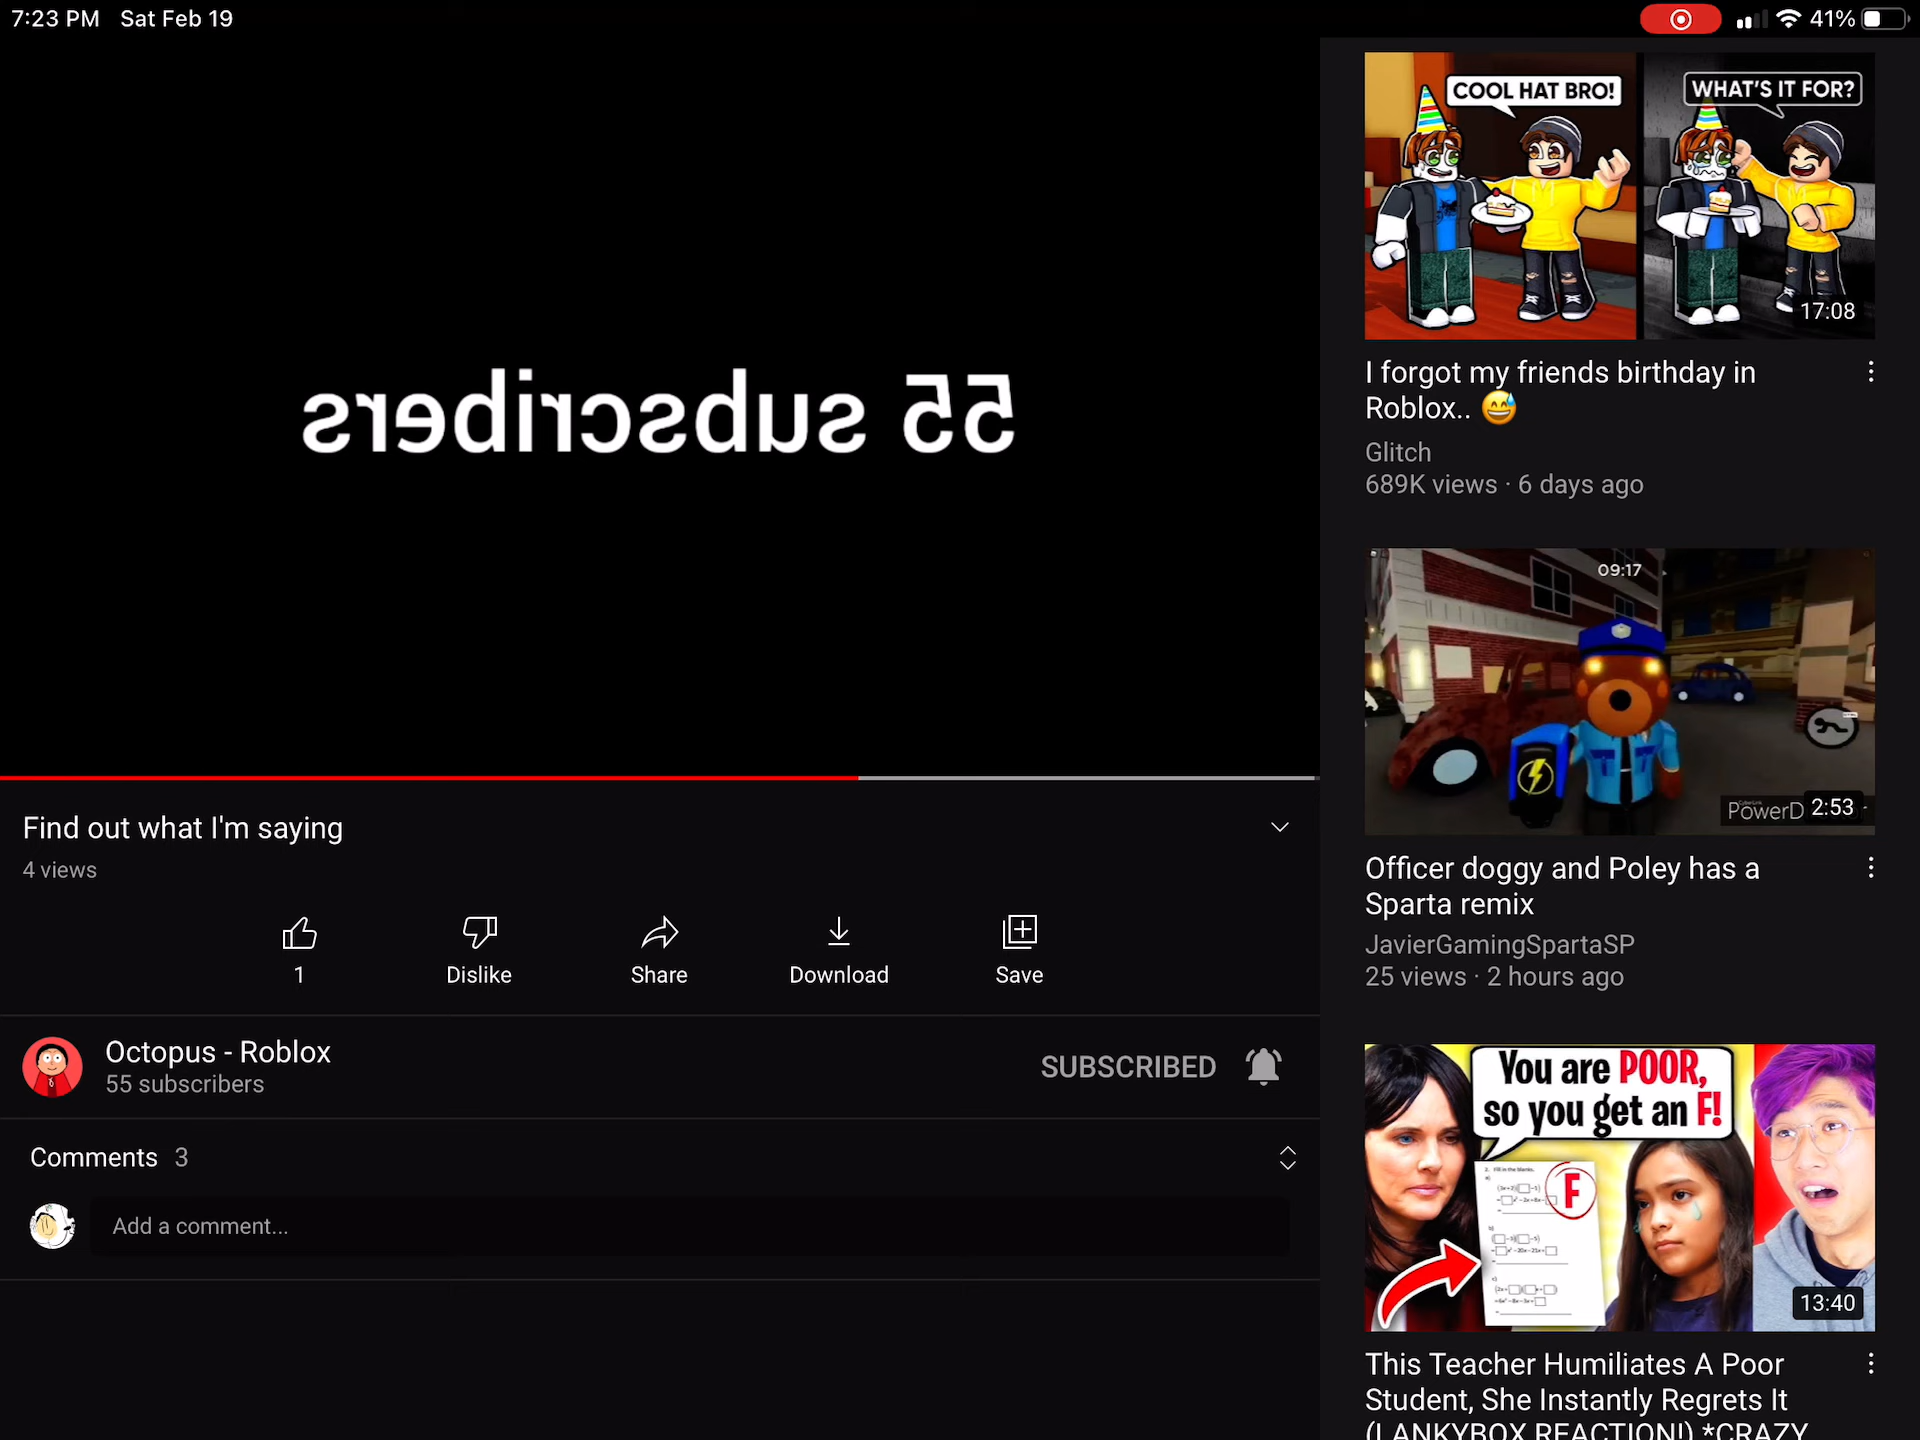 7:23 PM Sat Feb 19
41%
55 subscribers
Find out what I'm saying
4 views
1
Dislike
Share
Download
Save
Octopus - Roblox
55 subscribers
SUBSCRIBED
Comments 3
Add a comment...
COOL HAT BRO!
WHAT'S IT FOR?
17:08
I forgot my friends birthday in
Roblox.. 😅
Glitch
689K views · 6 days ago
09:17
PowerD
2:53
Officer doggy and Poley has a
Sparta remix
JavierGamingSpartaSP
25 views · 2 hours ago
You are POOR,
so you get an F!
F
13:40
This Teacher Humiliates A Poor
Student, She Instantly Regrets It
(LANKYBOX REACTION!) *CRAZY